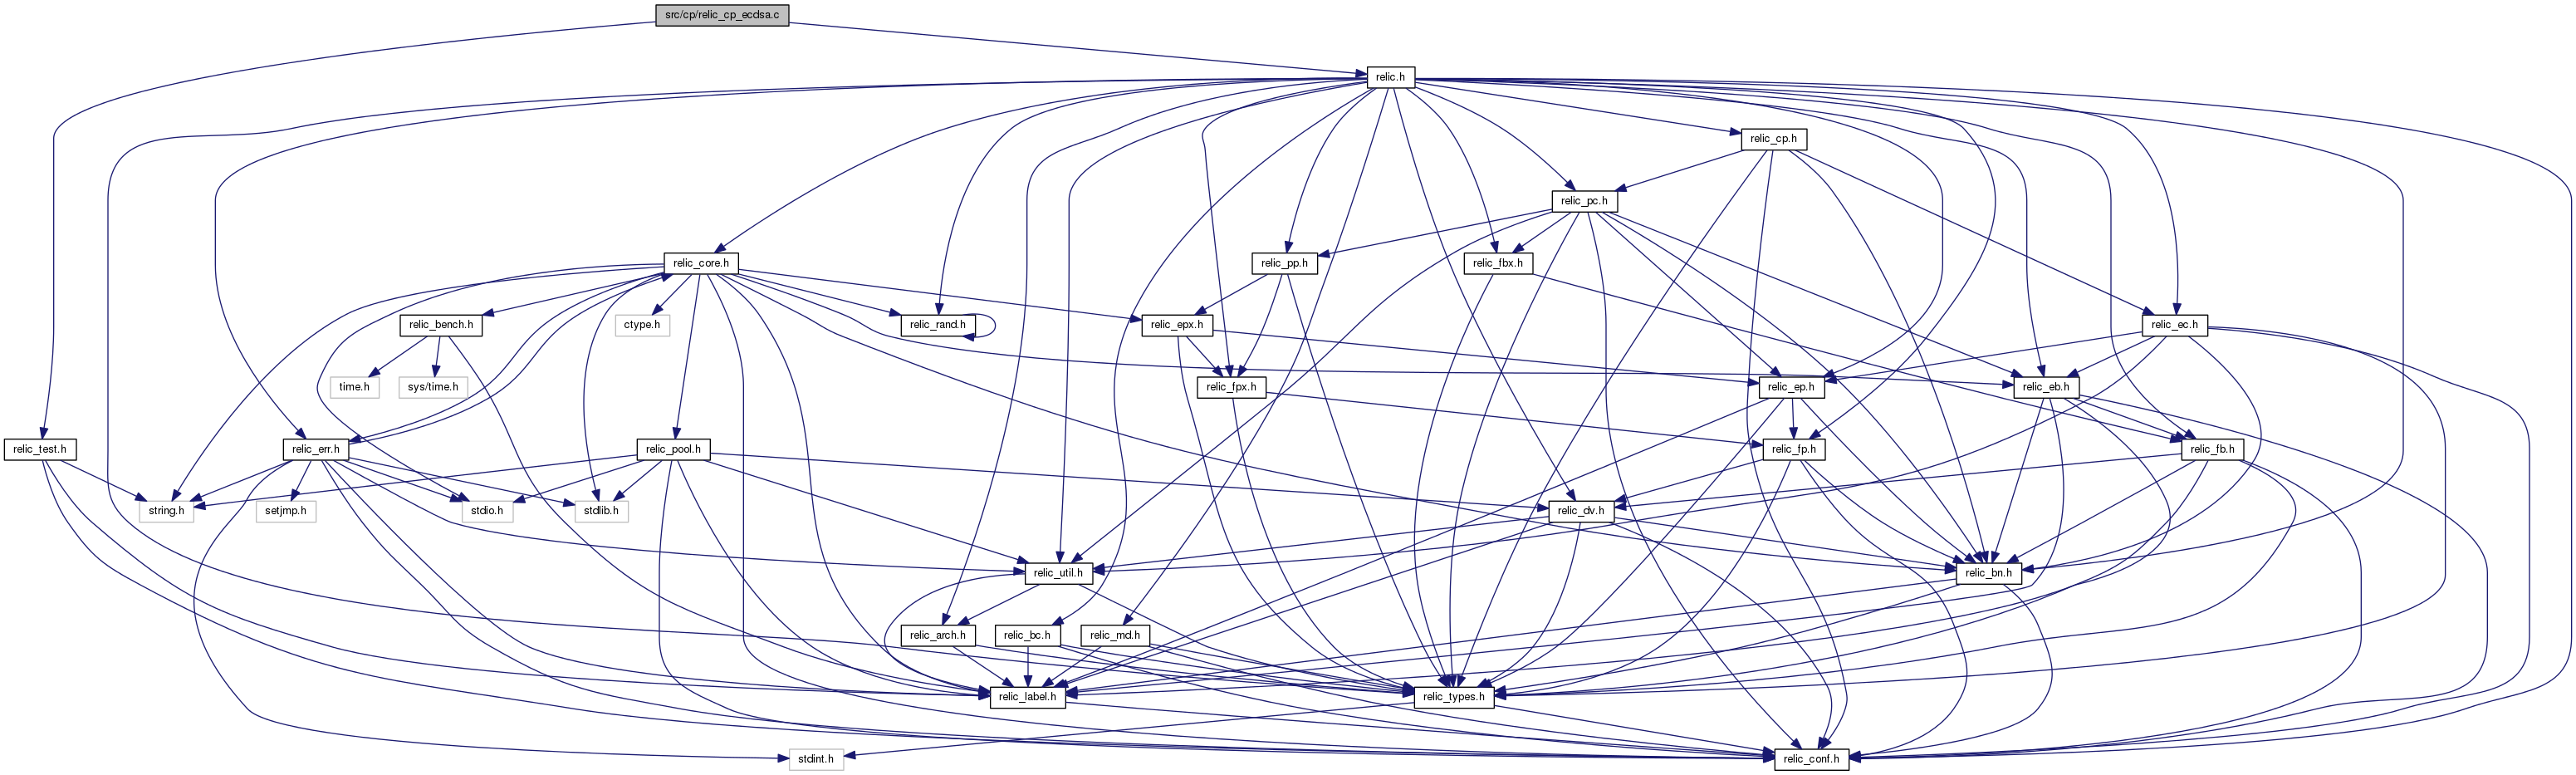 src/cp/relic_cp_ecdsa.c
relic.h
relic_cp.h
relic_pc.h
relic_core.h
relic_pp.h
relic_fbx.h
relic_bench.h
ctype.h
relic_rand.h
relic_epx.h
relic_ec.h
time.h
sys/time.h
relic_fpx.h
relic_ep.h
relic_eb.h
relic_test.h
relic_err.h
relic_pool.h
relic_fp.h
relic_fb.h
string.h
setjmp.h
stdio.h
stdlib.h
relic_dv.h
relic_util.h
relic_bn.h
relic_arch.h
relic_bc.h
relic_md.h
relic_label.h
relic_types.h
stdint.h
relic_conf.h